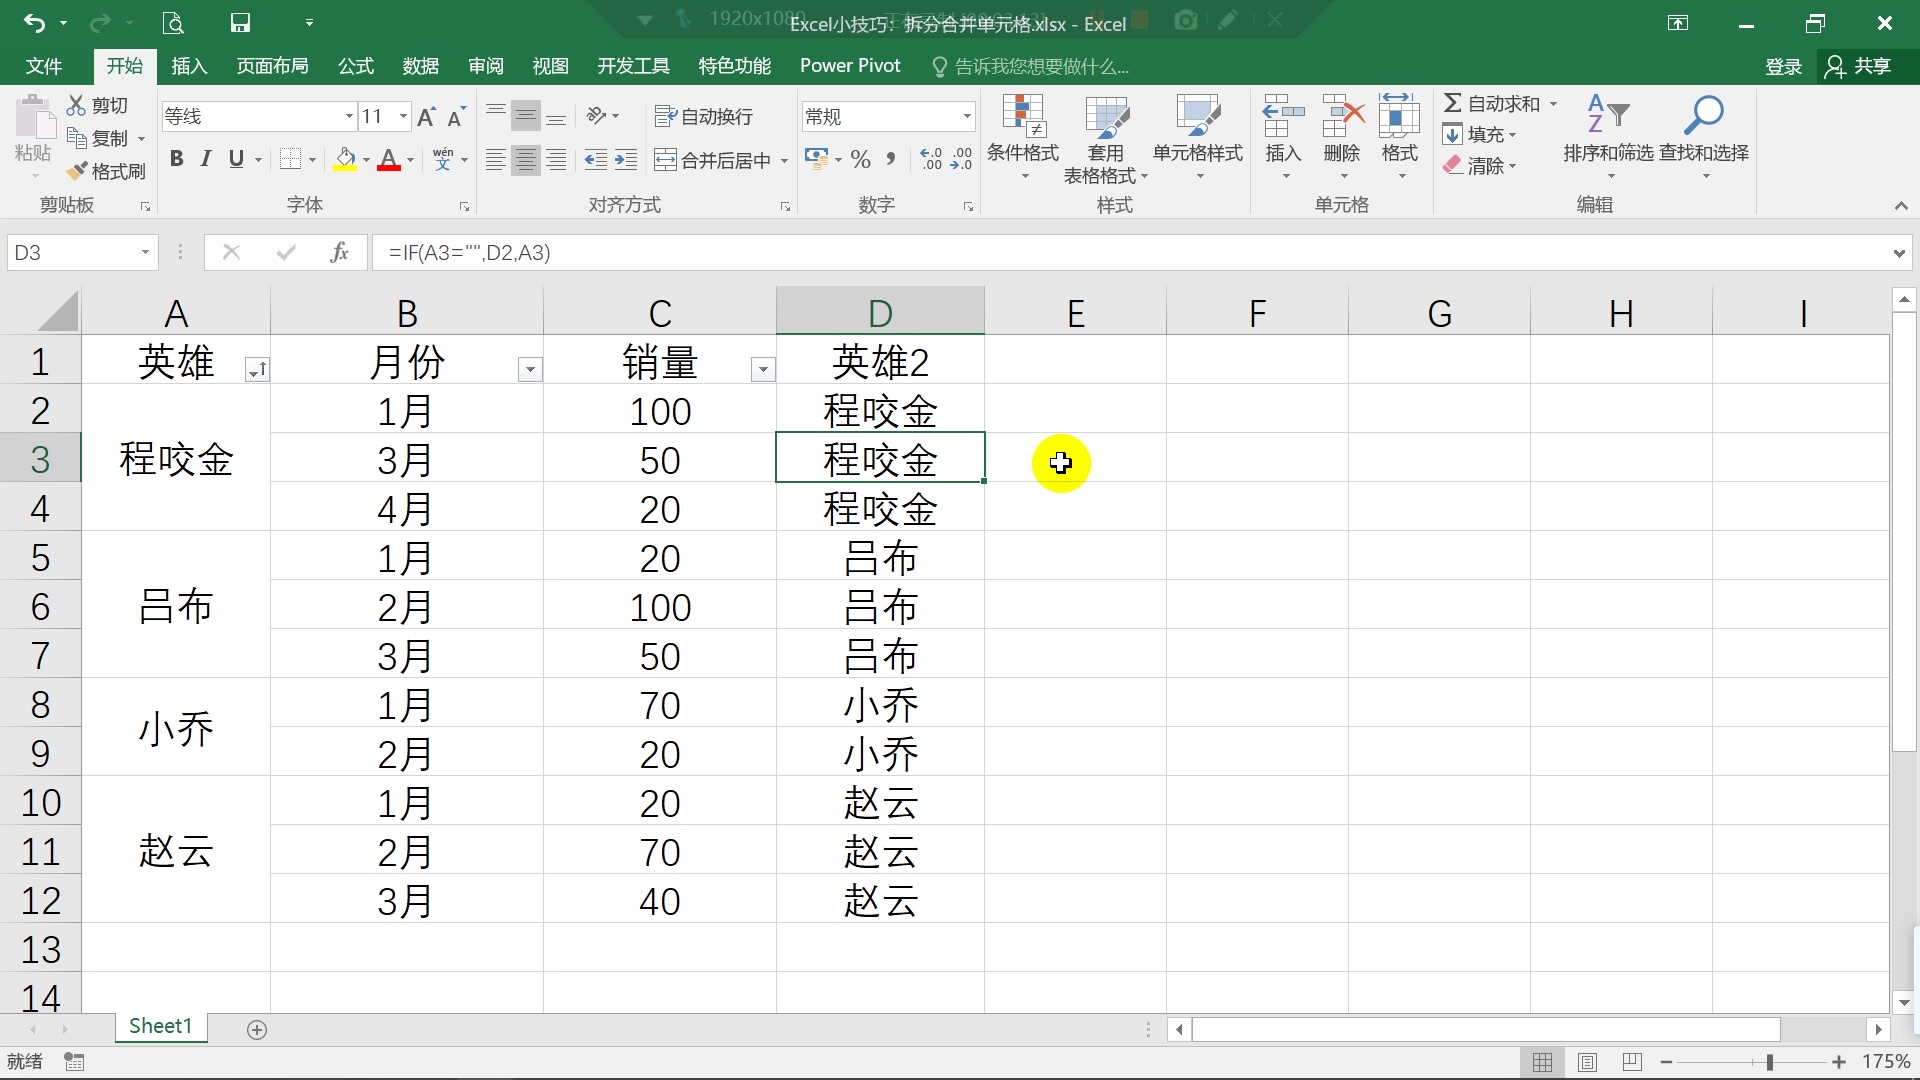 1920x1080
Excel小技巧：拆分合并单元格.xlsx - Excel
文件 开始 插入 页面布局 公式 数据 审阅 视图 开发工具 特色功能 Power Pivot 告诉我您想要做什么... 登录 共享
粘贴 剪切 复制 格式刷
等线 11 A A
B I U A wén 文
自动换行
合并后居中
常规
% , .0 .00 .00 .0
条件格式 套用 表格格式 单元格样式
插入 删除 格式
Σ 自动求和
填充
清除
A Z 排序和筛选 查找和选择
剪贴板 字体 对齐方式 数字 样式 单元格 编辑
D3 fx =IF(A3="",D2,A3)
A B C D E F G H I
1 英雄 月份 销量 英雄2
2 1月 100 程咬金
3 程咬金 3月 50 程咬金
4 4月 20 程咬金
5 1月 20 吕布
6 吕布 2月 100 吕布
7 3月 50 吕布
8 小乔 1月 70 小乔
9 2月 20 小乔
10 1月 20 赵云
11 赵云 2月 70 赵云
12 3月 40 赵云
13
14
Sheet1
就绪 175%